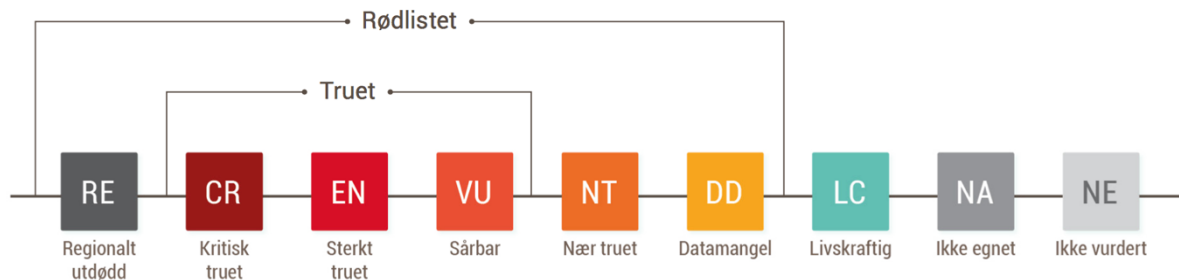 Rødlistet
Truet
RE
CR
EN
VU
NT
DD
LC
NA
NE
Regionalt
utdødd
Kritisk
truet
Sterkt
truet
Sårbar
Nær truet
Datamangel
Livskraftig
Ikke egnet
Ikke vurdert